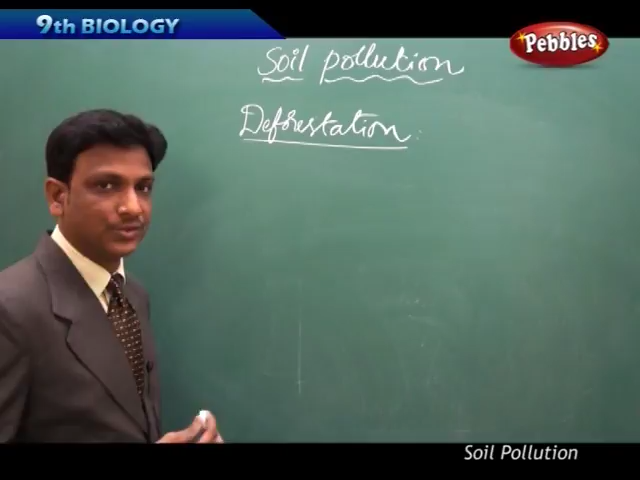 9th BIOLOGY
Pebbles
Soil pollution
Deforestation:
Soil Pollution